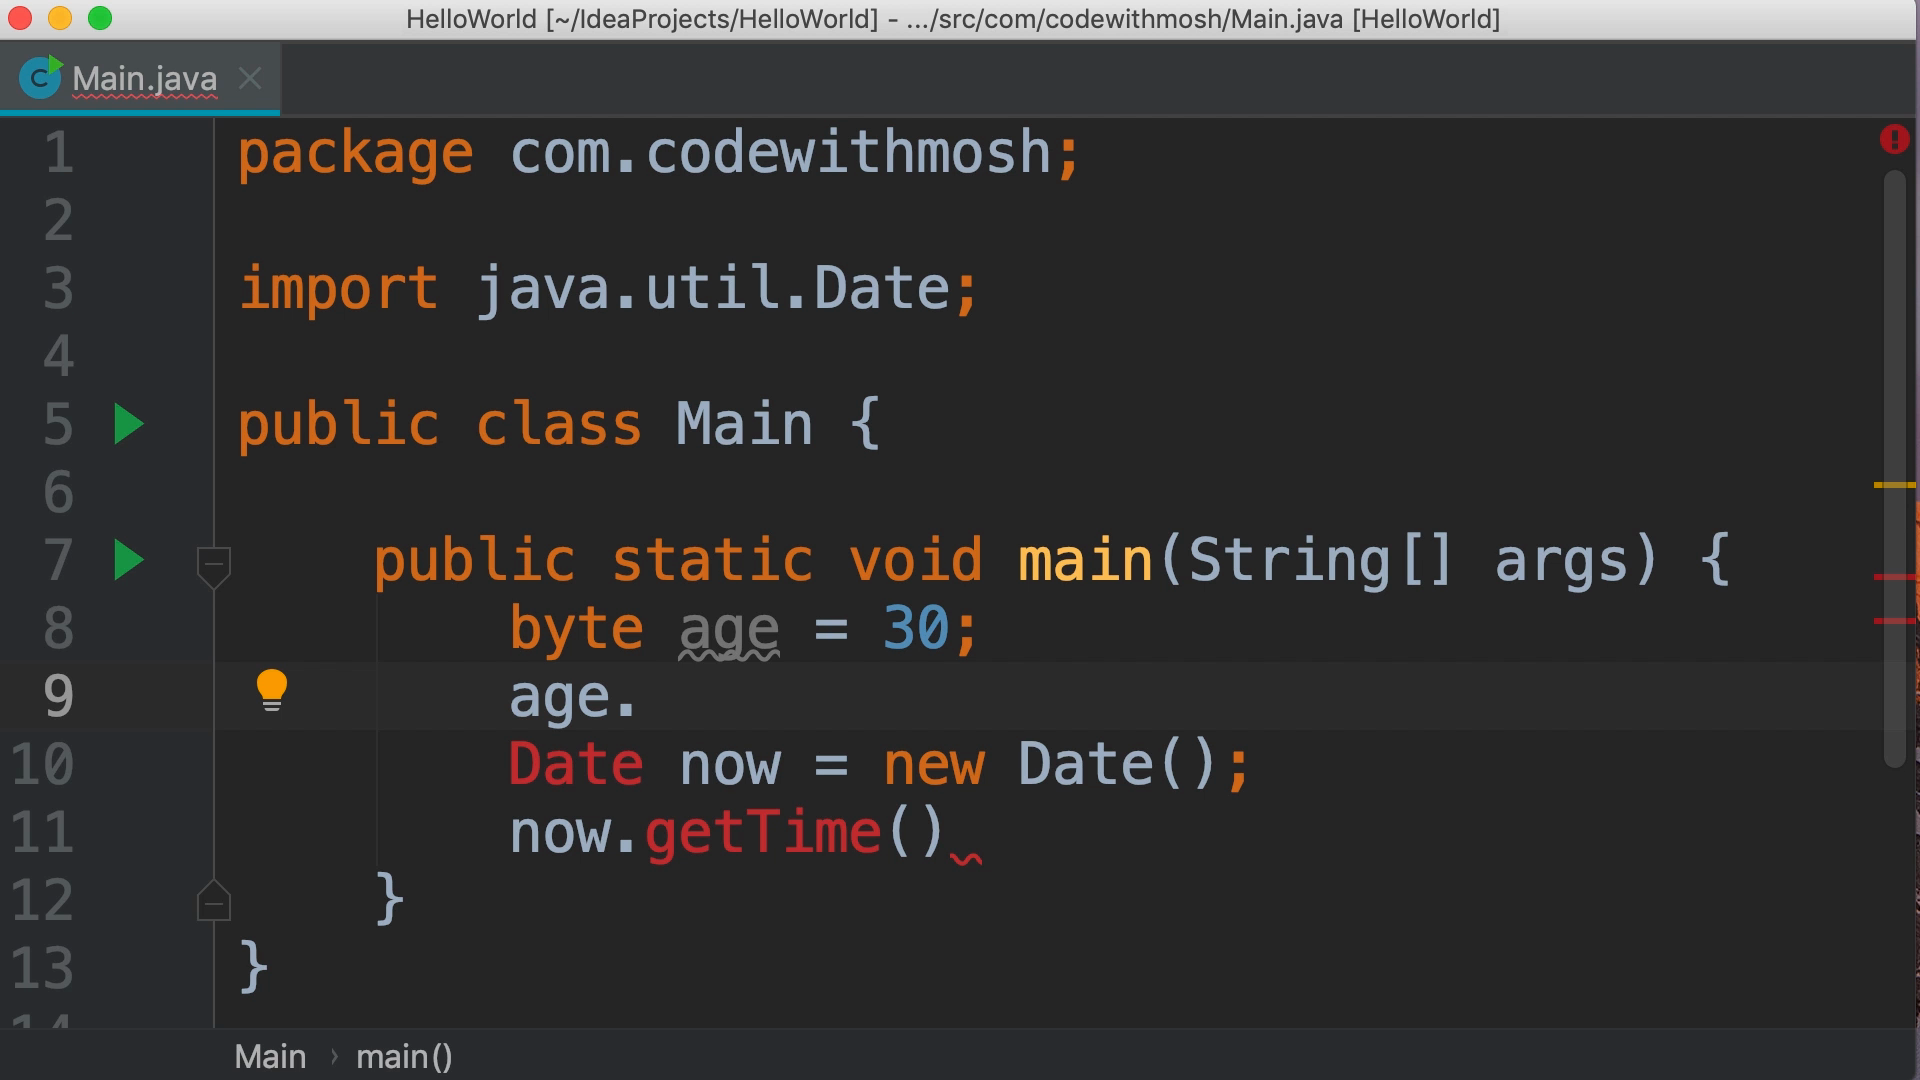 HelloWorld [~/IdeaProjects/HelloWorld] - .../src/com/codewithmosh/Main.java [HelloWorld]
C Main.java
1 package com.codewithmosh;
2
3 import java.util.Date;
4
5 public class Main {
6
7 public static void main(String[] args) {
8 byte age = 30;
9 age.
10 Date now = new Date();
11 now.getTime()
12 }
13 }
14
Main › main()